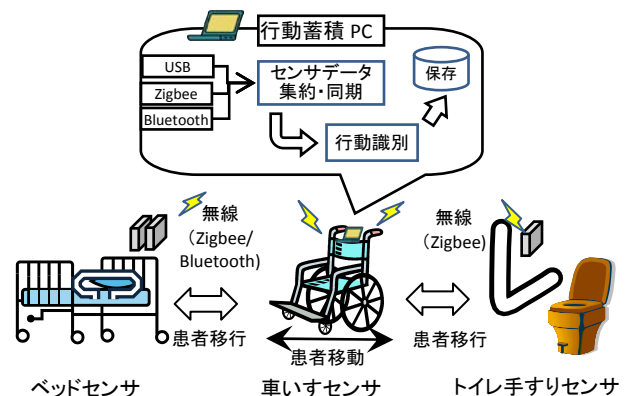 行動蓄積 PC
USB
Zigbee
Bluetooth
センサデータ
集約・同期
行動識別
保存
無線
（Zigbee/
Bluetooth)
無線
（Zigbee)
患者移行
患者移動
患者移行
ベッドセンサ
車いすセンサ
トイレ手すりセンサ